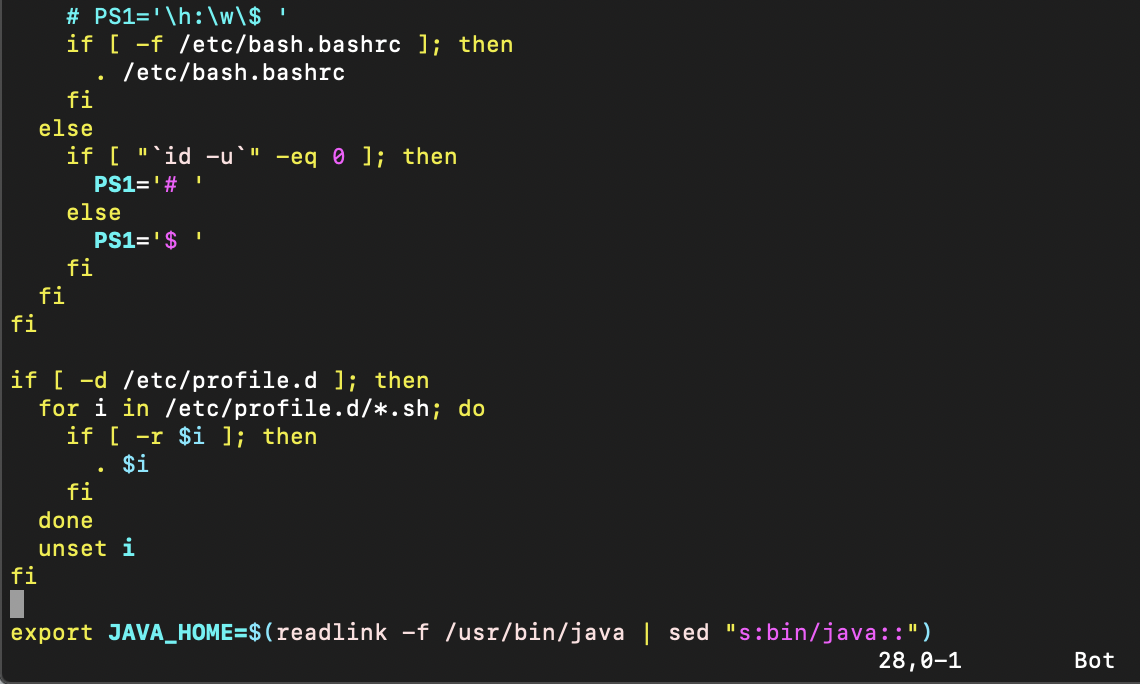 # PS1='\h:\w\$ '
    if [ -f /etc/bash.bashrc ]; then
      . /etc/bash.bashrc
    fi
  else
    if [ "`id -u`" -eq 0 ]; then
      PS1='# '
    else
      PS1='$ '
    fi
  fi
fi

if [ -d /etc/profile.d ]; then
  for i in /etc/profile.d/*.sh; do
    if [ -r $i ]; then
      . $i
    fi
  done
  unset i
fi

export JAVA_HOME=$(readlink -f /usr/bin/java | sed "s:bin/java::")
28,0-1 Bot